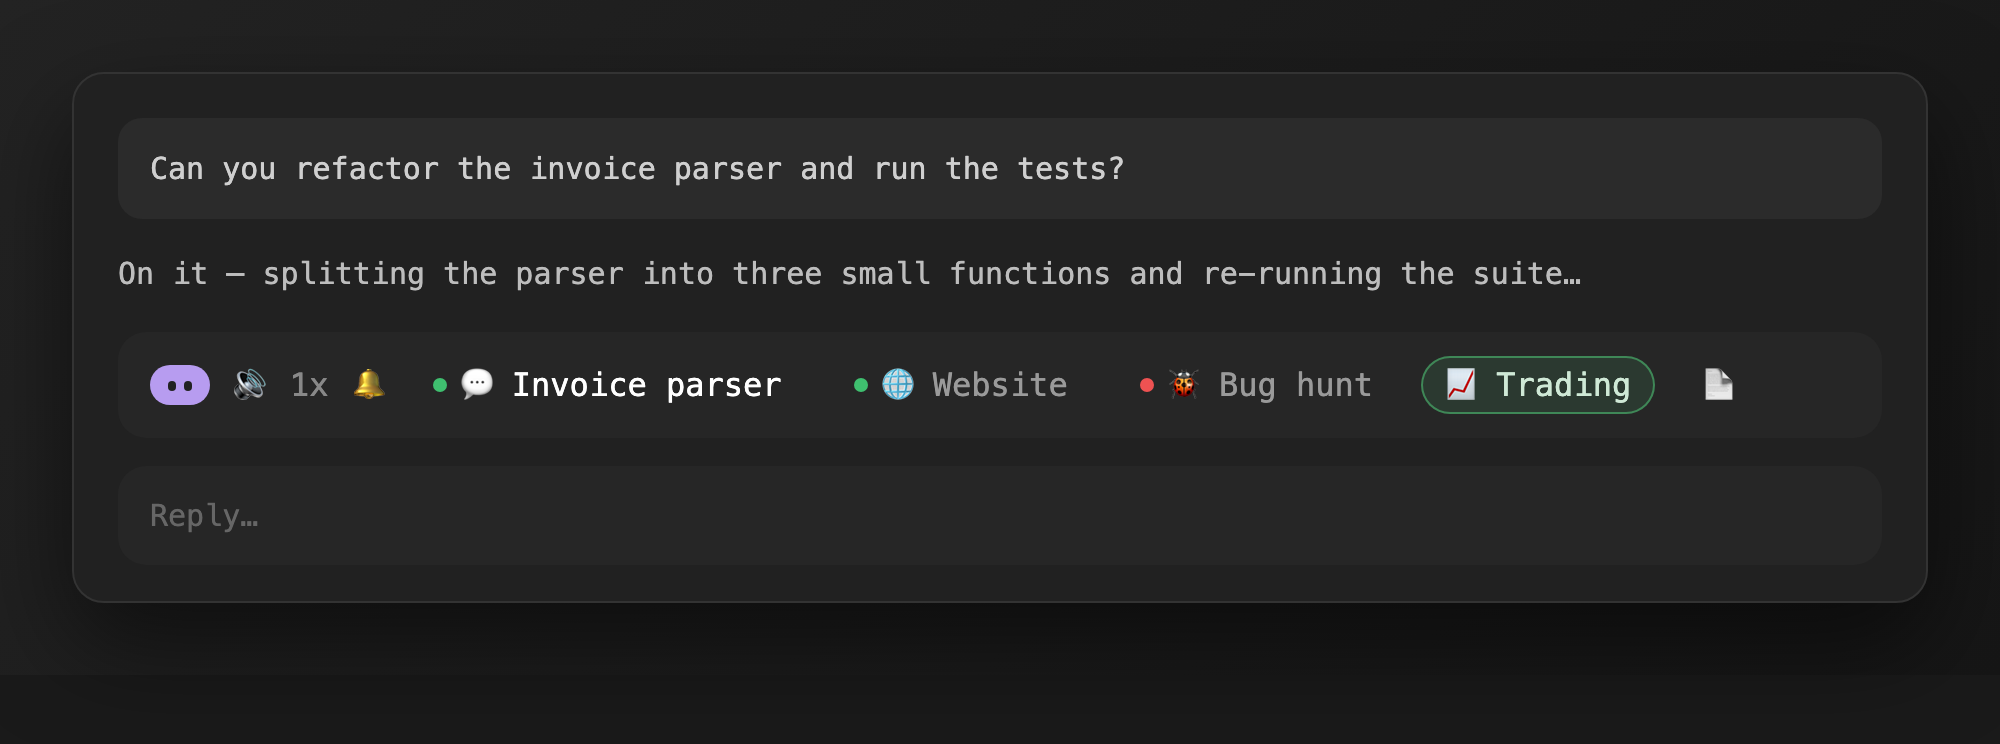 Can you refactor the invoice parser and run the tests?
On it — splitting the parser into three small functions and re-running the suite…
1x Invoice parser Website Bug hunt Trading
Reply…